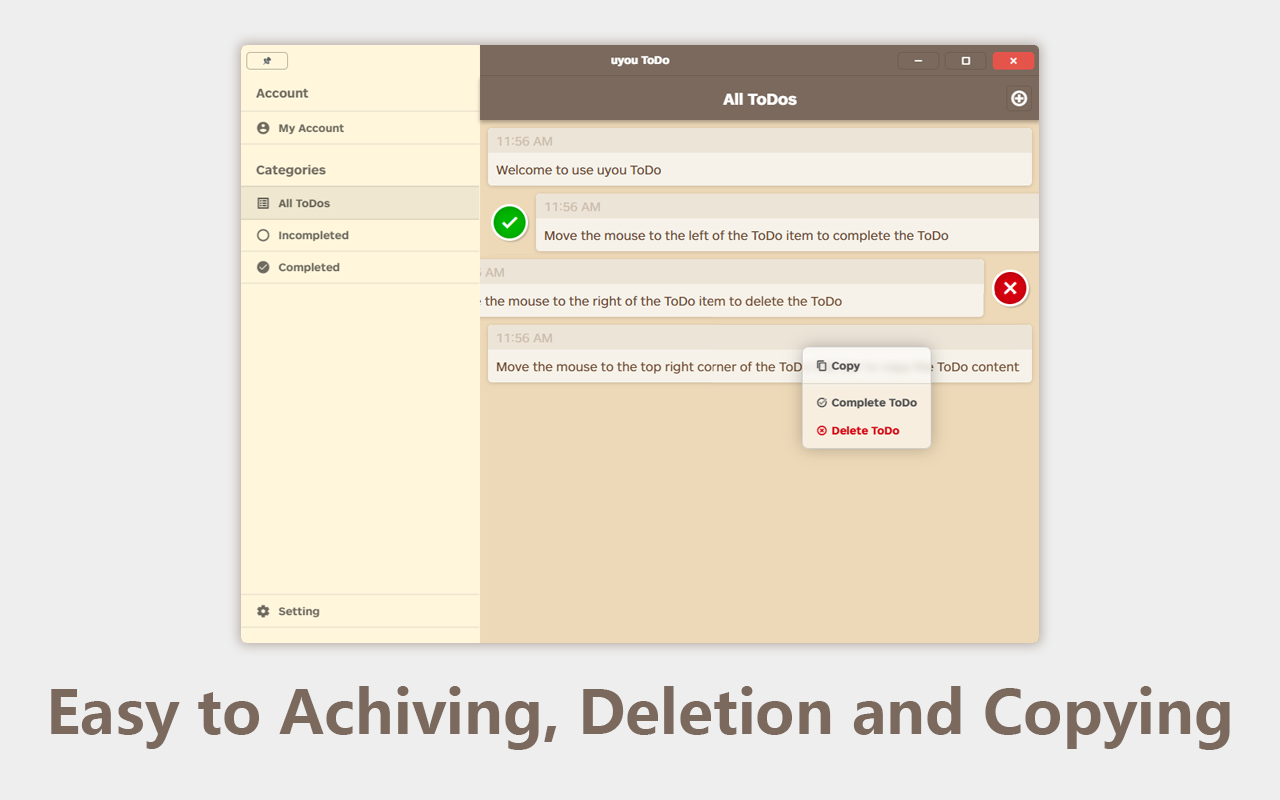 uyou ToDo
Account
My Account
Categories
All ToDos
Incompleted
Completed
Setting
All ToDos
11:56 AM
Welcome to use uyou ToDo
11:56 AM
Move the mouse to the left of the ToDo item to complete the ToDo
AM
the mouse to the right of the ToDo item to delete the ToDo
11:56 AM
Move the mouse to the top right corner of the ToD ToDo content
Copy
Complete ToDo
Delete ToDo
Easy to Achiving, Deletion and Copying